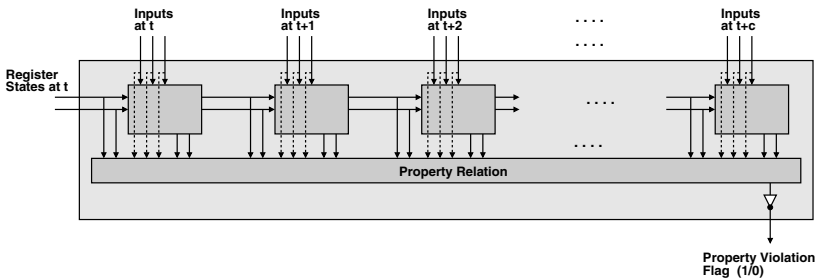 Inputs
at t
Inputs
at t+1
Inputs
at t+2
. . . .
. . . .
Inputs
at t+c
Register
States at t
. . . .
. . . .
Property Relation
Property Violation
Flag (1/0)